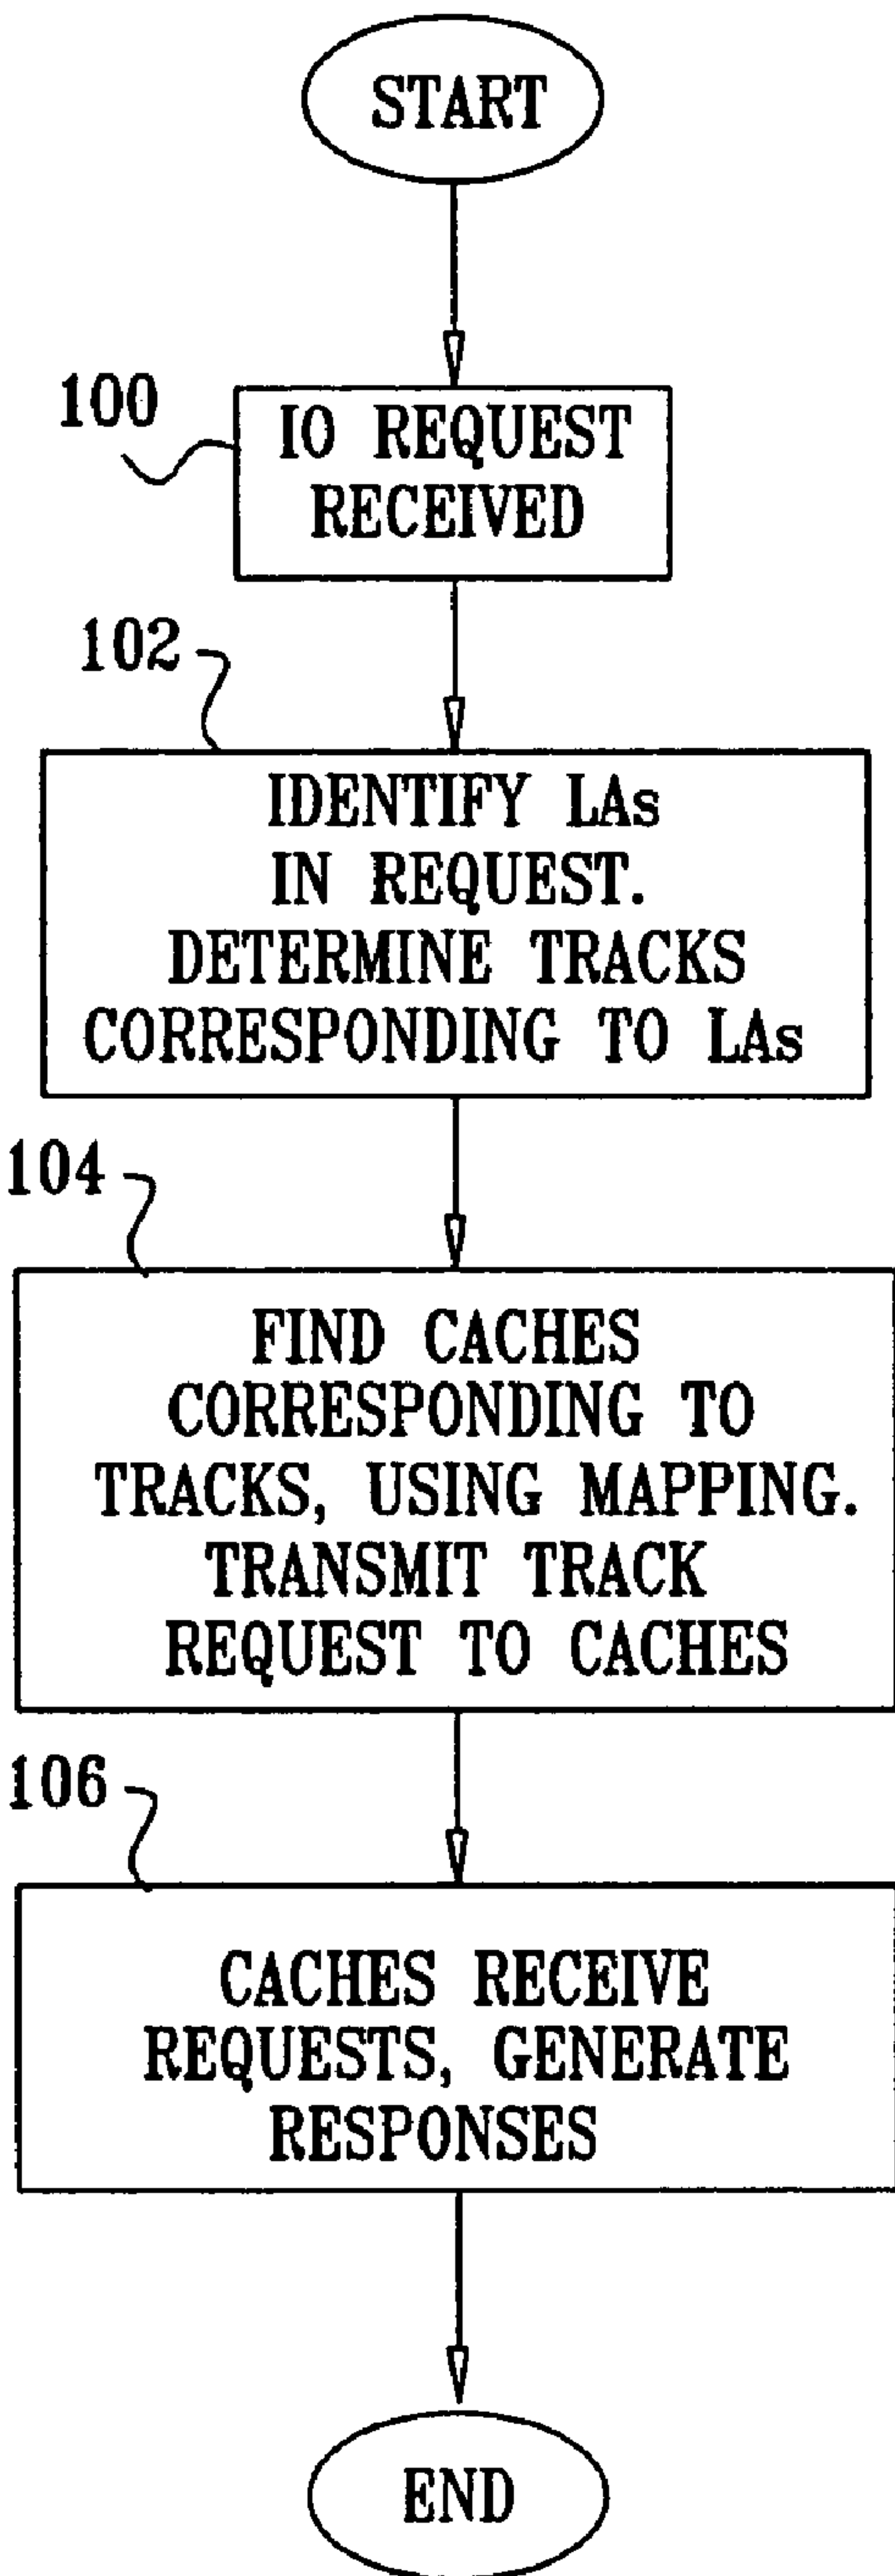 START
100
IO REQUEST
RECEIVED
102
IDENTIFY LAs
IN REQUEST.
DETERMINE TRACKS
CORRESPONDING TO LAs
104
FIND CACHES
CORRESPONDING TO
TRACKS, USING MAPPING.
TRANSMIT TRACK
REQUEST TO CACHES
106
CACHES RECEIVE
REQUESTS, GENERATE
RESPONSES
END